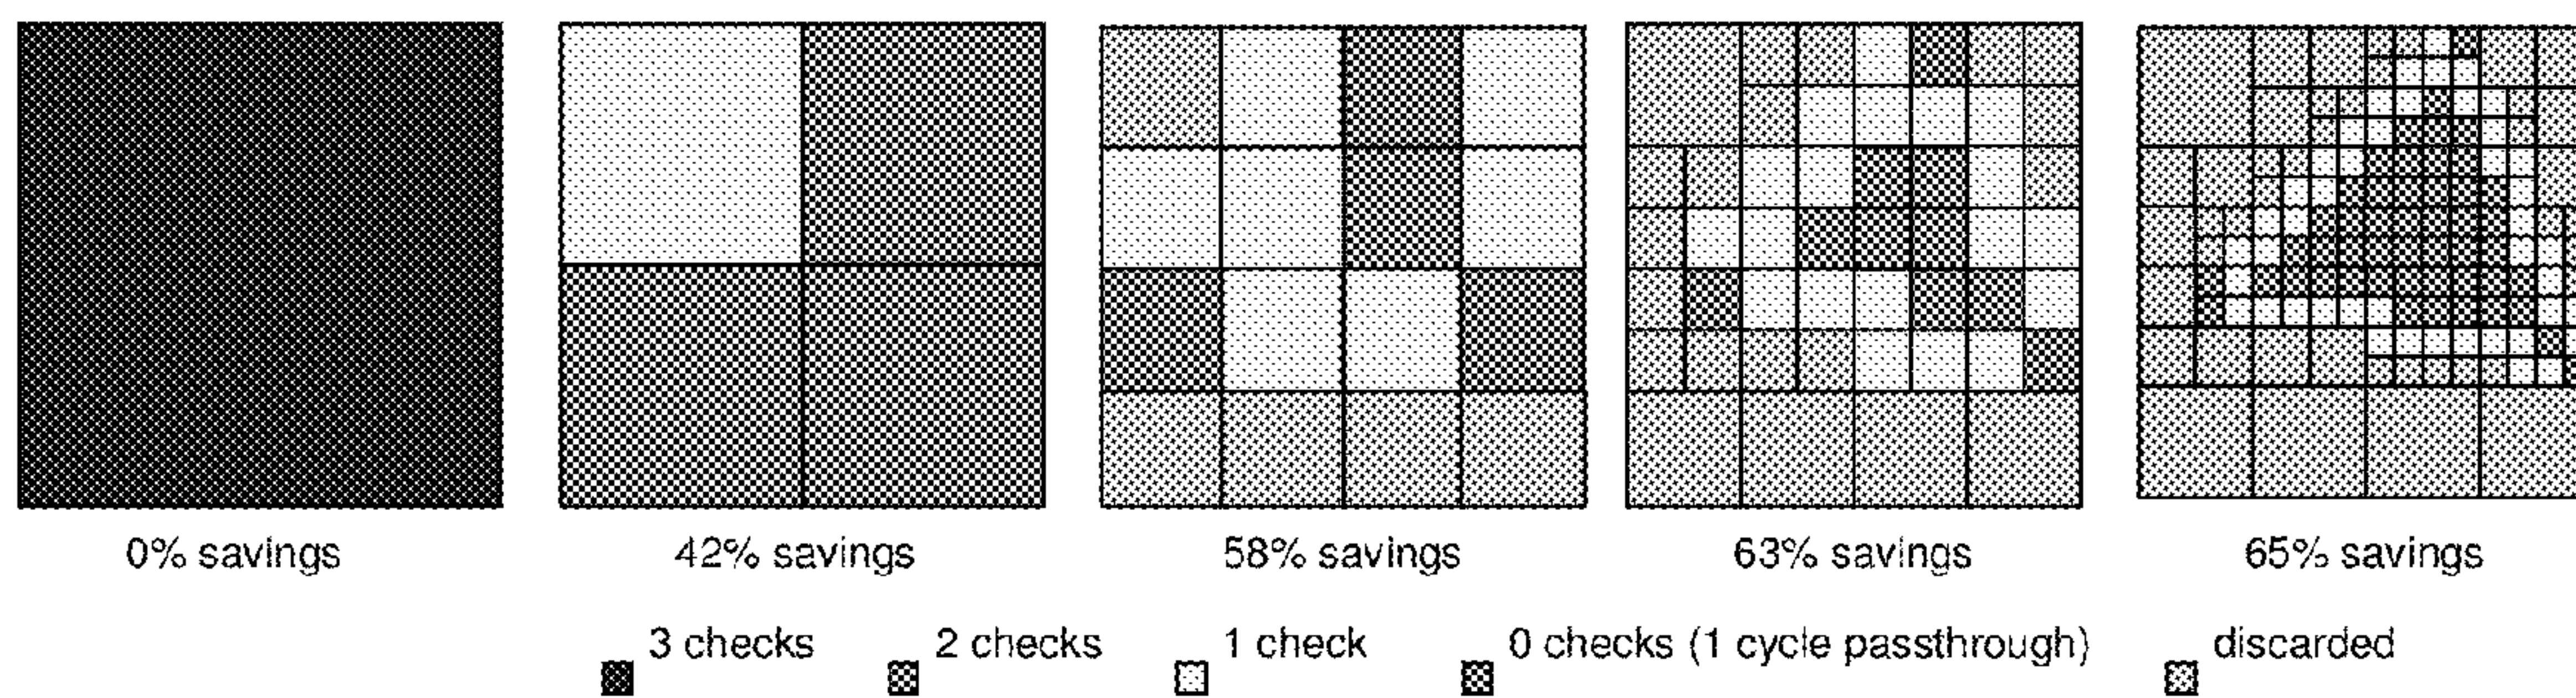 0% savings 42% savings 58% savings 63% savings 65% savings
3 checks 2 checks 1 check 0 checks (1 cycle passthrough) discarded